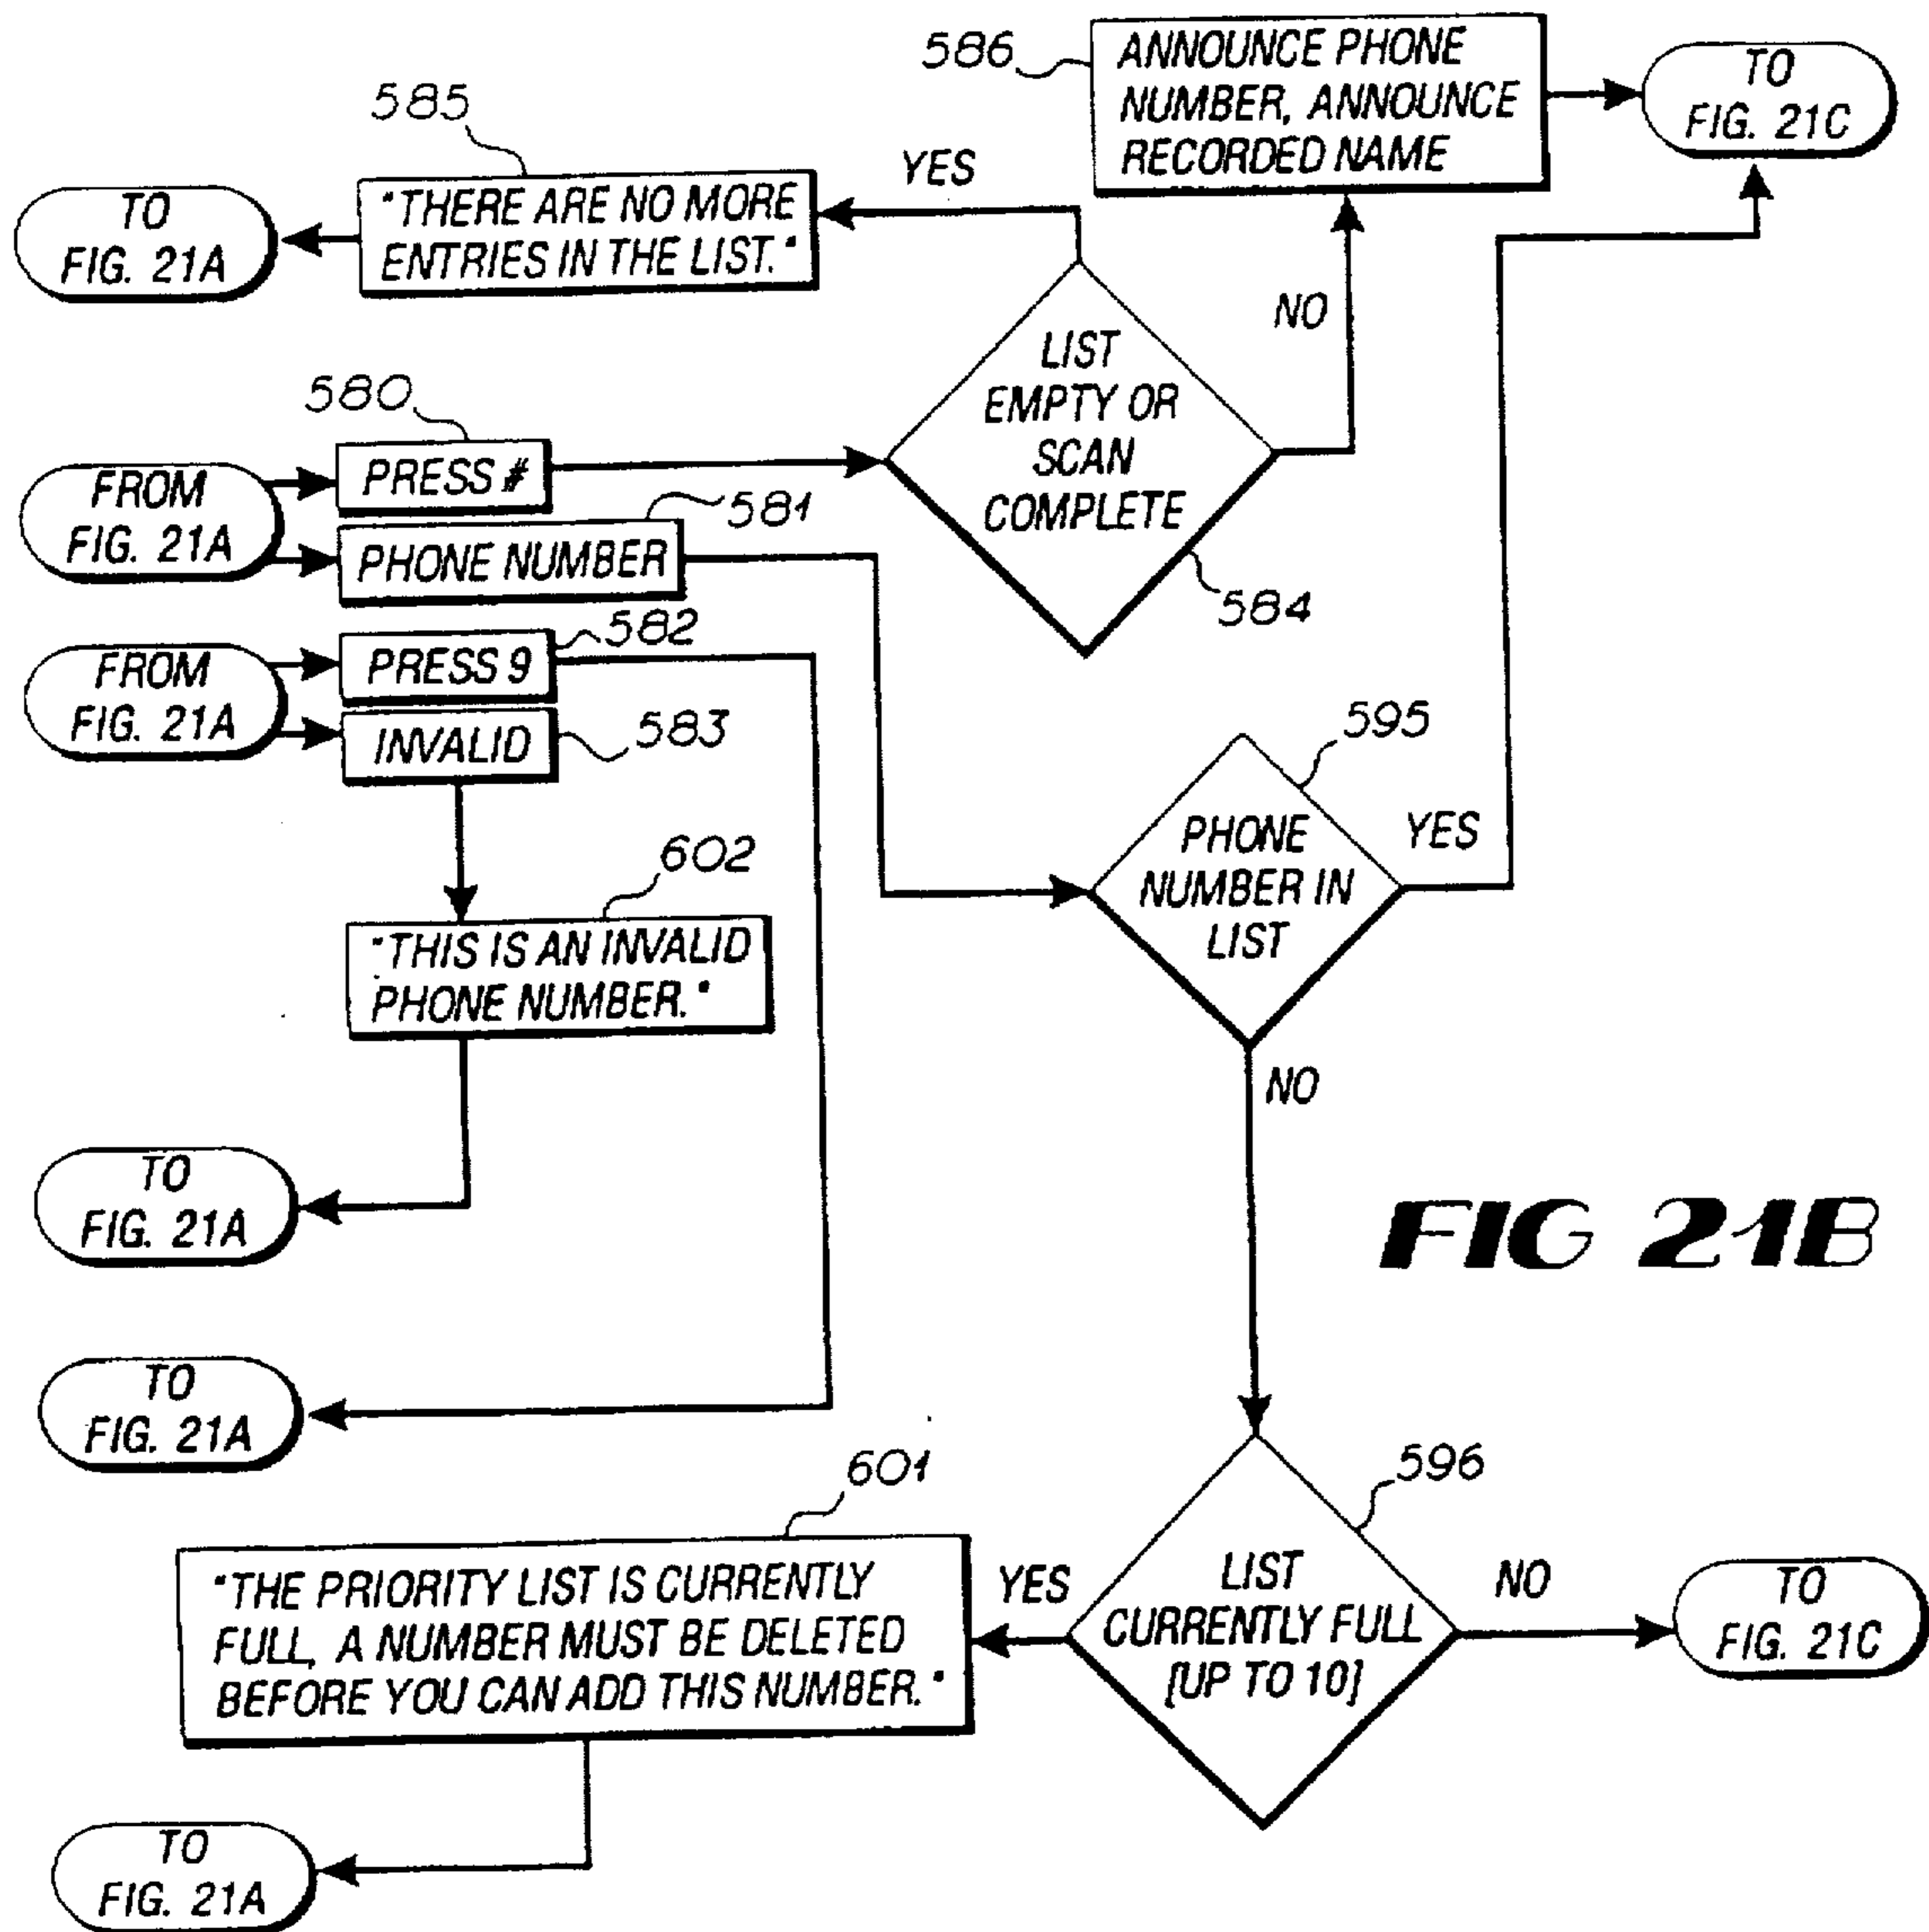 586
ANNOUNCE PHONE
NUMBER, ANNOUNCE
RECORDED NAME
TO
FIG. 21C
585
"THERE ARE NO MORE
ENTRIES IN THE LIST."
YES
TO
FIG. 21A
NO
LIST
EMPTY OR
SCAN
COMPLETE
584
580
PRESS #
FROM
FIG. 21A
581
PHONE NUMBER
582
PRESS 9
FROM
FIG. 21A
INVALID
583
595
PHONE
NUMBER IN
LIST
YES
NO
602
"THIS IS AN INVALID
PHONE NUMBER."
TO
FIG. 21A
FIG 21B
TO
FIG. 21A
601
"THE PRIORITY LIST IS CURRENTLY
FULL, A NUMBER MUST BE DELETED
BEFORE YOU CAN ADD THIS NUMBER."
YES
596
LIST
CURRENTLY FULL
[UP TO 10]
NO
TO
FIG. 21C
TO
FIG. 21A